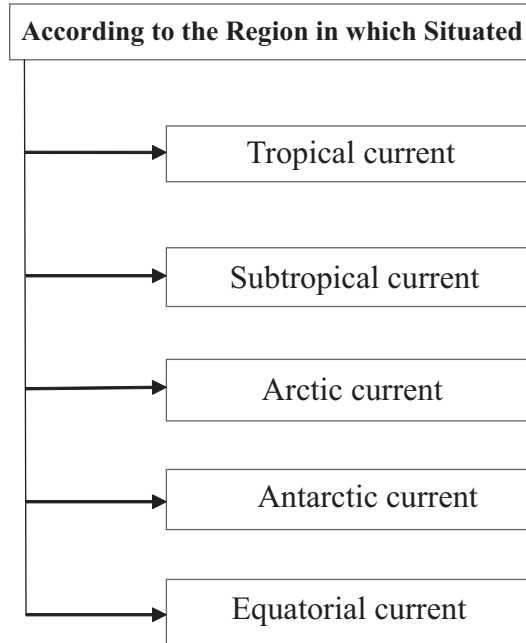 According to the Region in which Situated
Tropical current
Subtropical current
Arctic current
Antarctic current
Equatorial current